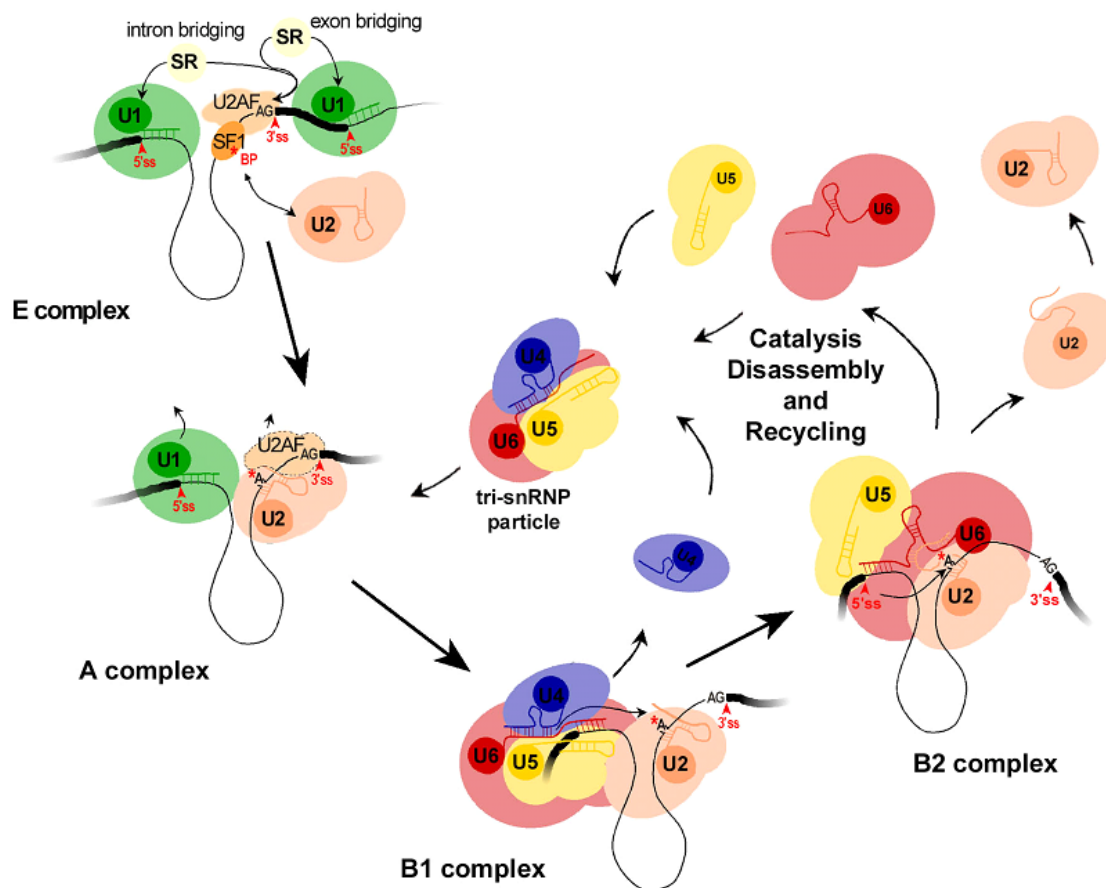 intron bridging
exon bridging
SR
SR
U1
U2AF
AG
3'ss
U1
5'ss
SF1
* BP
5'ss
U2
E complex
U5
U6
U2
U2
Catalysis
Disassembly
and
Recycling
U4
U6
U5
tri-snRNP
particle
U1
U2AF
AG
3'ss
* A
5'ss
U2
A complex
U4
U5
U6
* A
AG
3'ss
5'ss
U2
B2 complex
U4
AG
3'ss
* A
U6
U5
U2
B1 complex